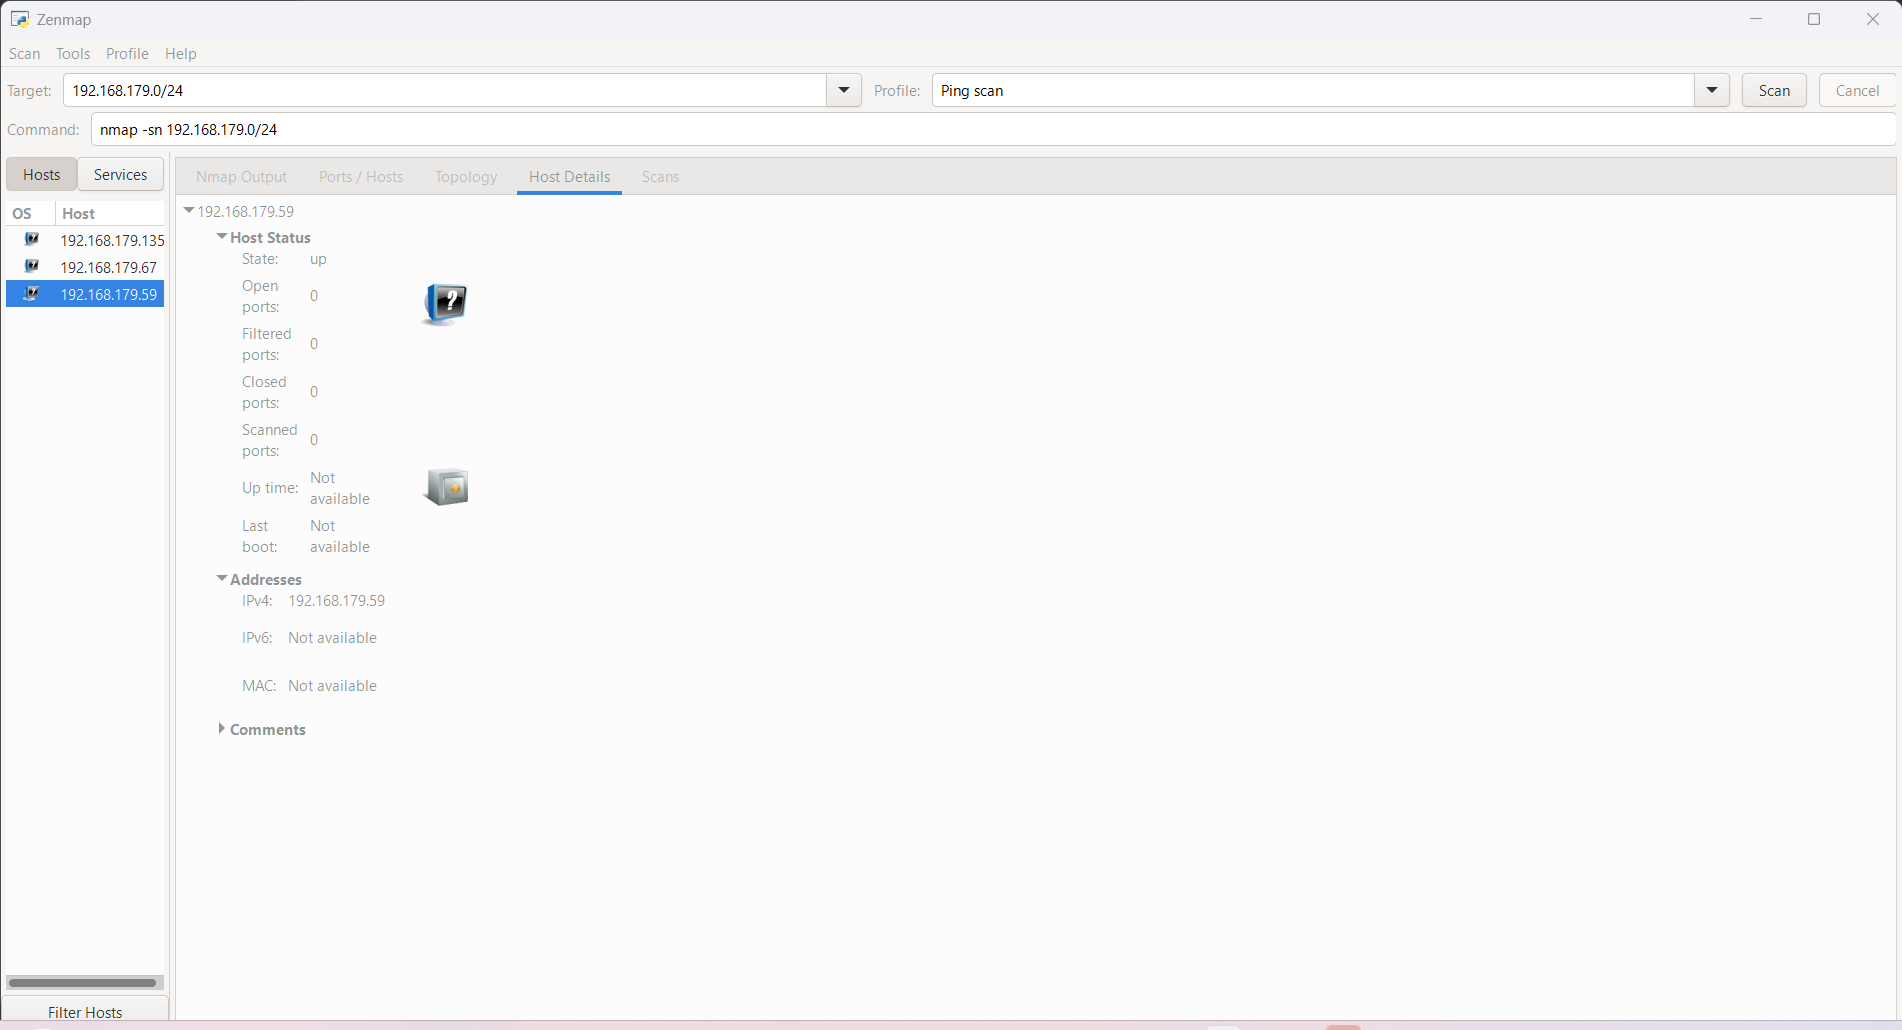 Zenmap
Scan Tools Profile Help
Target: 192.168.179.0/24 Profile: Ping scan Scan Cancel
Command: nmap -sn 192.168.179.0/24
Hosts Services
Nmap Output Ports / Hosts Topology Host Details Scans
OS Host
192.168.179.135
192.168.179.67
192.168.179.59
192.168.179.59
Host Status
State: up
Open
ports: 0
Filtered
ports: 0
Closed
ports: 0
Scanned
ports: 0
Up time: Not
available
Last
boot: Not
available
Addresses
IPv4: 192.168.179.59
IPv6: Not available
MAC: Not available
Comments
Filter Hosts